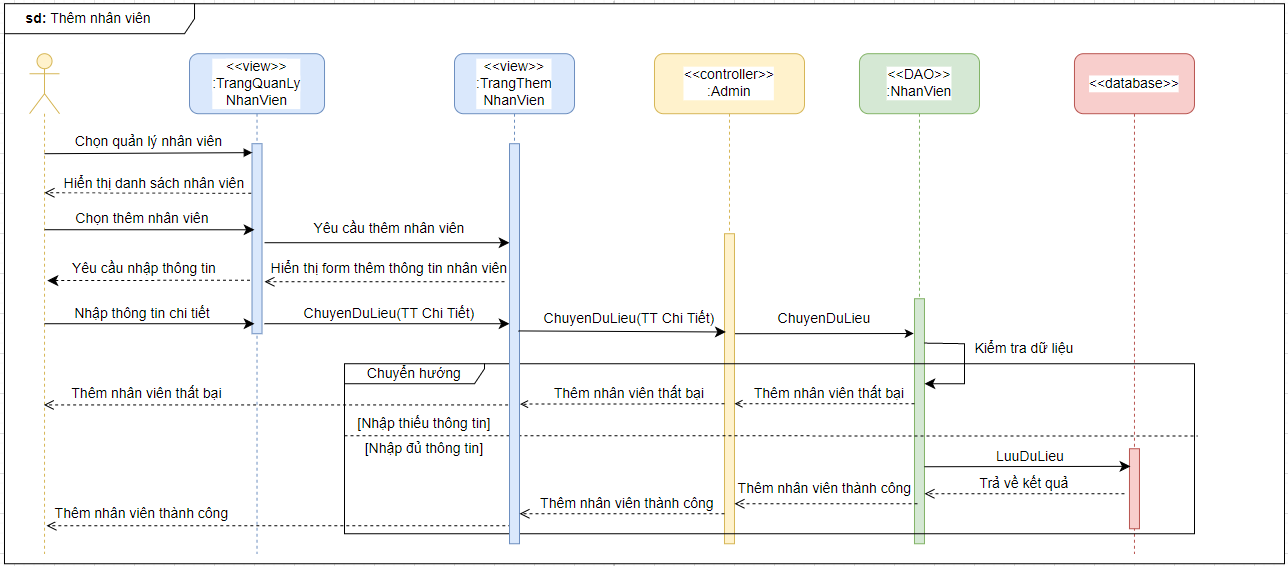 sd: Thêm nhân viên
<<view>>
:TrangQuanLy
NhanVien
<<view>>
:TrangThem
NhanVien
<<controller>>
:Admin
<<DAO>>
:NhanVien
<<database>>
Chọn quản lý nhân viên
Hiển thị danh sách nhân viên
Chọn thêm nhân viên
Yêu cầu thêm nhân viên
Yêu cầu nhập thông tin
Hiển thị form thêm thông tin nhân viên
Nhập thông tin chi tiết
ChuyenDuLieu(TT Chi Tiết)
ChuyenDuLieu(TT Chi Tiết)
ChuyenDuLieu
Kiểm tra dữ liệu
Chuyển hướng
Thêm nhân viên thất bại
Thêm nhân viên thất bại
Thêm nhân viên thất bại
[Nhập thiếu thông tin]
[Nhập đủ thông tin]
LuuDuLieu
Trả về kết quả
Thêm nhân viên thành công
Thêm nhân viên thành công
Thêm nhân viên thành công